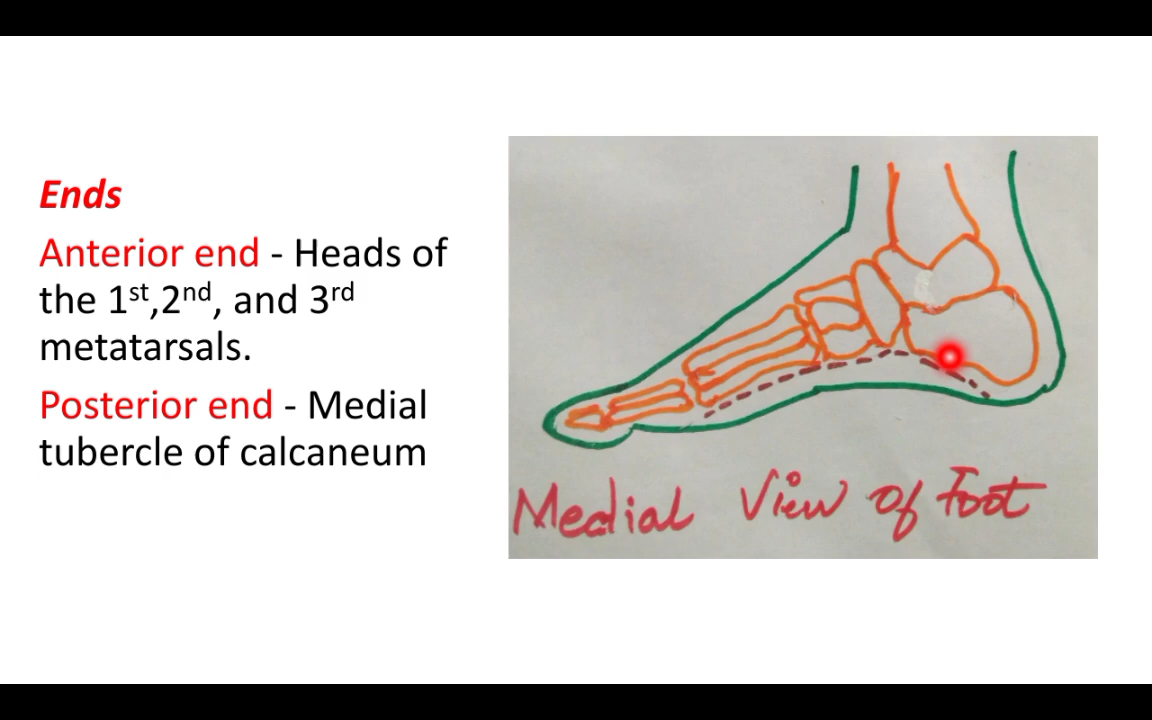 Ends
Anterior end - Heads of
the 1st,2nd, and 3rd
metatarsals.
Posterior end - Medial
tubercle of calcaneum
Medial View of Foot